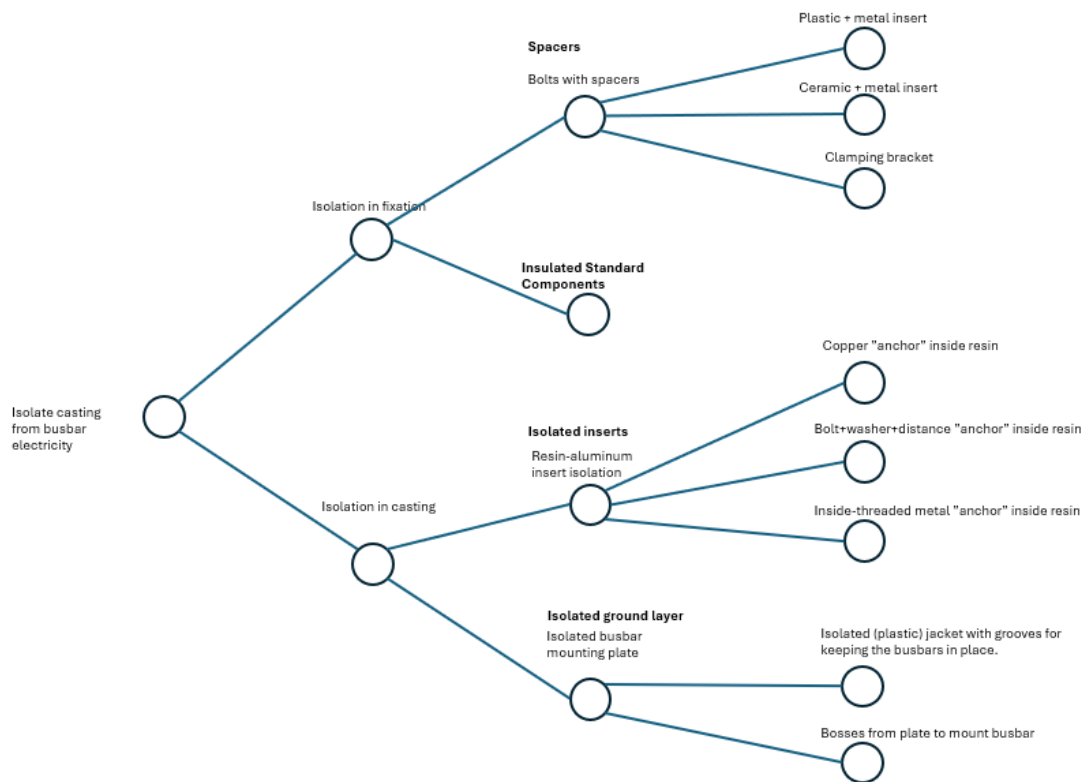 Plastic + metal insert
Spacers
Bolts with spacers
Ceramic + metal insert
Clamping bracket
Isolation in fixation
Insulated Standard
Components
Copper "anchor" inside resin
Isolate casting
from busbar
electricity
Bolt+washer+distance "anchor" inside resin
Isolated inserts
Resin-aluminum
insert isolation
Isolation in casting
Inside-threaded metal "anchor" inside resin
Isolated ground layer
Isolated busbar
mounting plate
Isolated (plastic) jacket with grooves for
keeping the busbars in place.
Bosses from plate to mount busbar